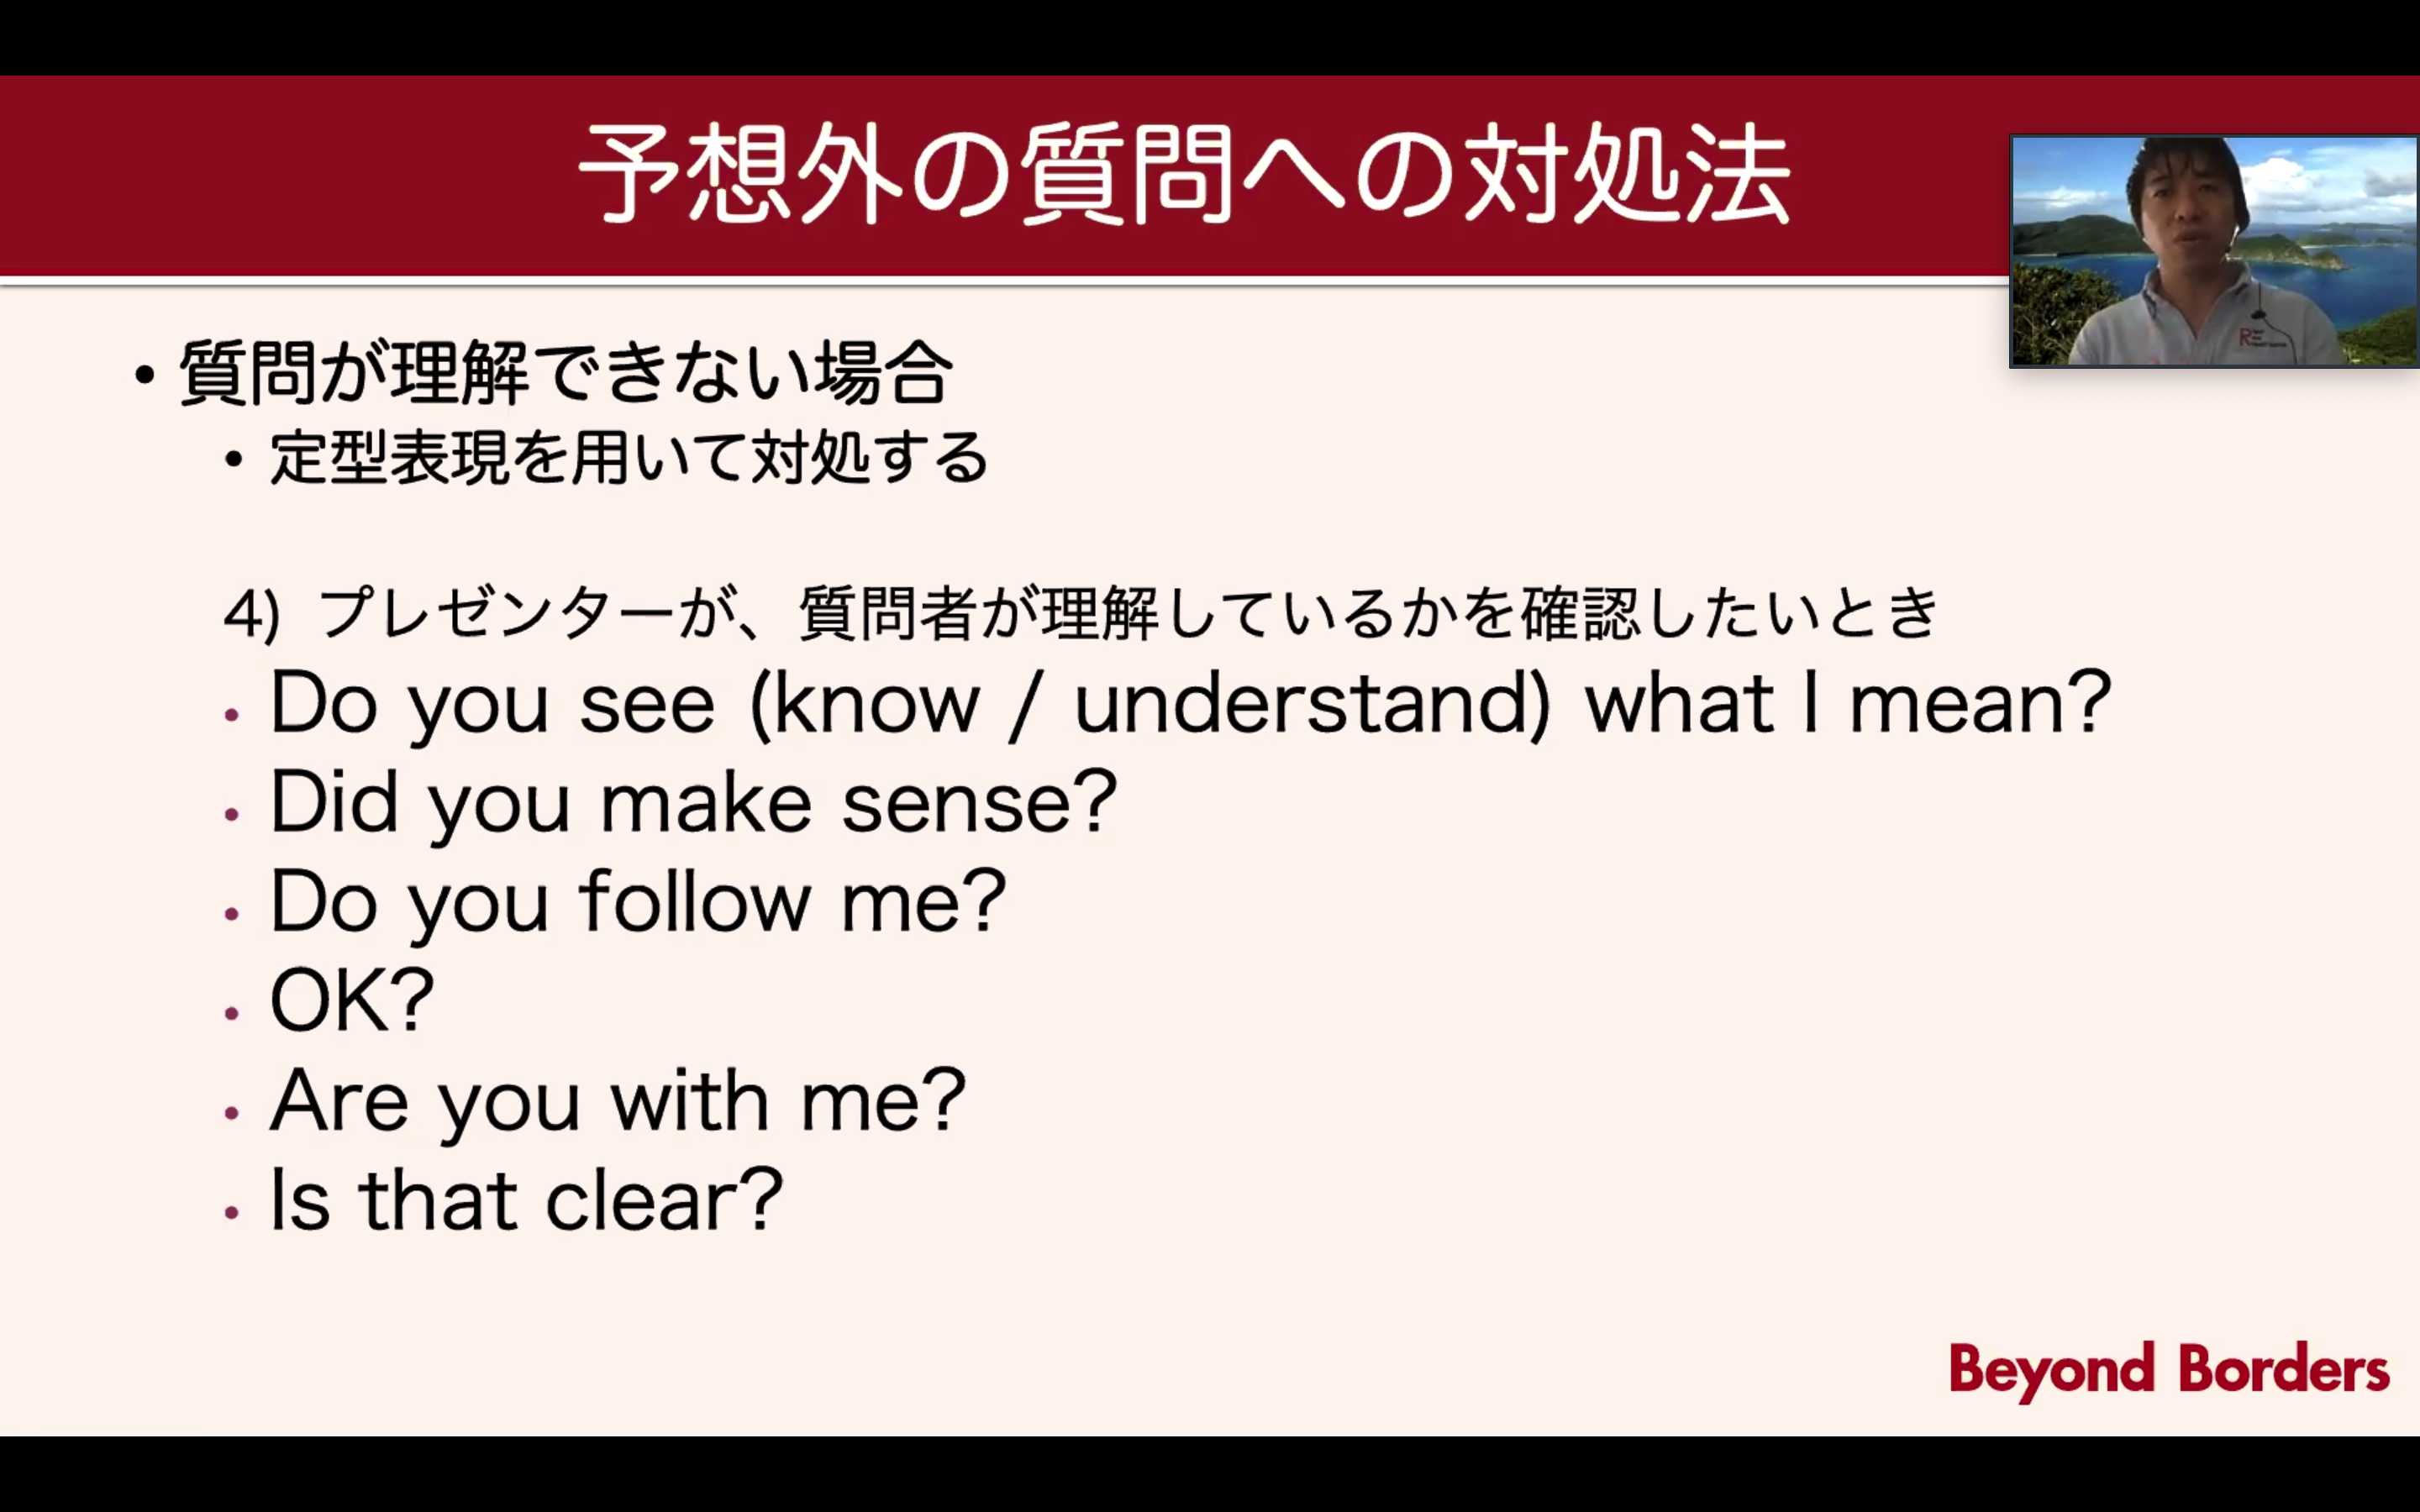 予想外の質問への対処法
• 質問が理解できない場合
• 定型表現を用いて対処する
4) プレゼンターが、質問者が理解しているかを確認したいとき
• Do you see (know / understand) what I mean?
• Did you make sense?
• Do you follow me?
• OK?
• Are you with me?
• Is that clear?
Beyond Borders